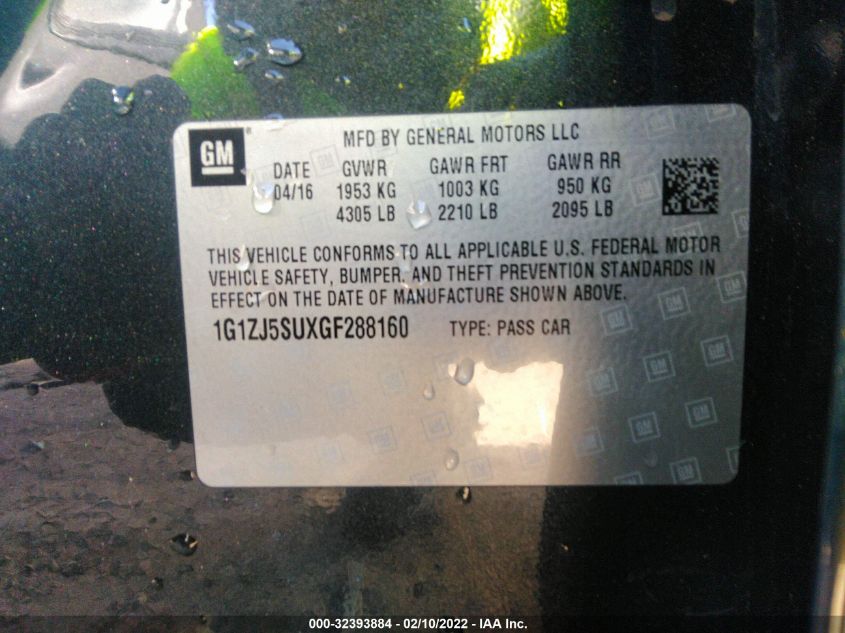 GM ®
MFD BY GENERAL MOTORS LLC
DATE GVWR GAWR FRT GAWR RR
04/16 1953 KG 1003 KG 950 KG
4305 LB 2210 LB 2095 LB
THIS VEHICLE CONFORMS TO ALL APPLICABLE U.S. FEDERAL MOTOR
VEHICLE SAFETY, BUMPER, AND THEFT PREVENTION STANDARDS IN
EFFECT ON THE DATE OF MANUFACTURE SHOWN ABOVE.
1G1ZJ5SUXGF288160 TYPE: PASS CAR
000-32393884 - 02/10/2022 - IAA Inc.